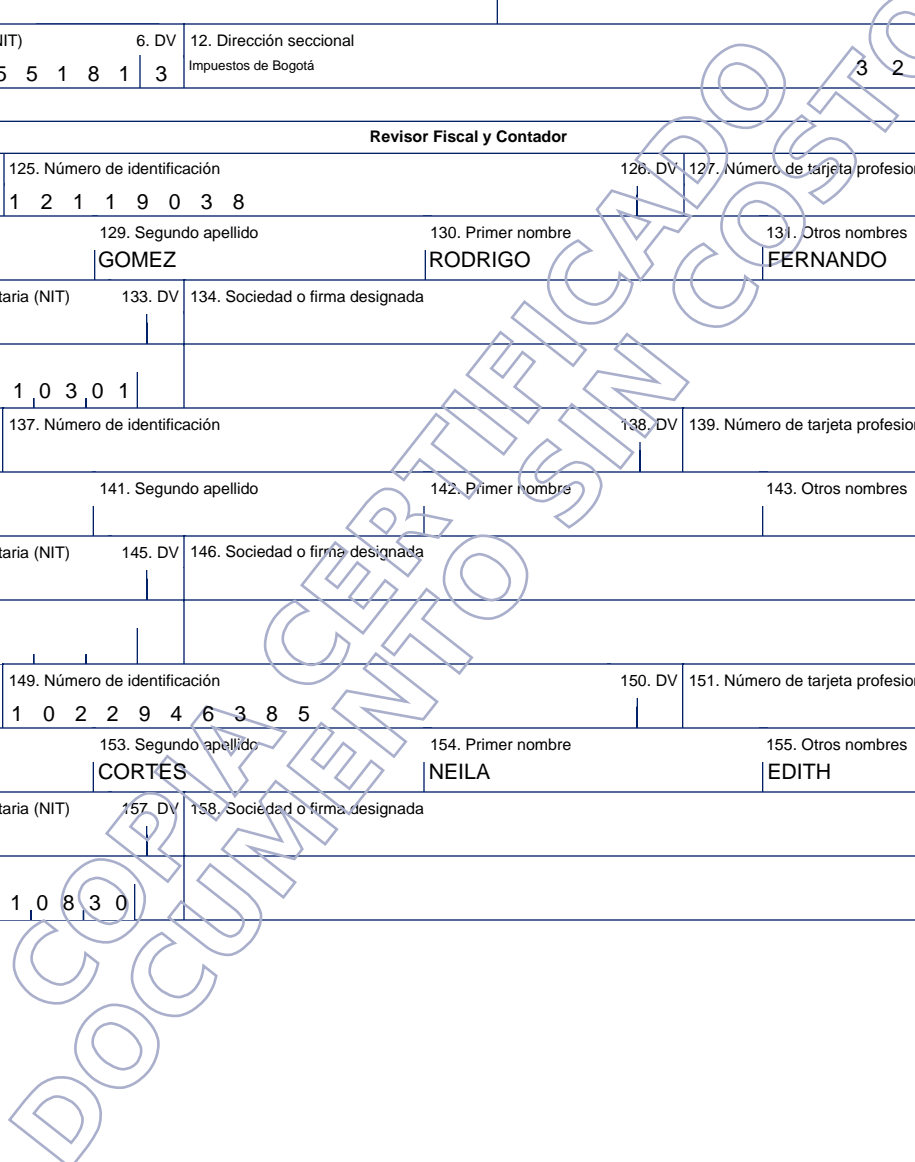 NIT) 6. DV 12. Dirección seccional
5 5 1 8 1 3 Impuestos de Bogotá 3 2
Revisor Fiscal y Contador
125. Número de identificación 126. DV 127. Número de tarjeta profesion
1 2 1 1 9 0 3 8
129. Segundo apellido 130. Primer nombre 131. Otros nombres
GOMEZ RODRIGO FERNANDO
taria (NIT) 133. DV 134. Sociedad o firma designada
1 0 3 0 1
137. Número de identificación 138. DV 139. Número de tarjeta profesion
141. Segundo apellido 142. Primer nombre 143. Otros nombres
taria (NIT) 145. DV 146. Sociedad o firma designada
149. Número de identificación 150. DV 151. Número de tarjeta profesion
1 0 2 2 9 4 6 3 8 5
153. Segundo apellido 154. Primer nombre 155. Otros nombres
CORTES NEILA EDITH
taria (NIT) 157. DV 158. Sociedad o firma designada
1 0 8 3 0
COPIA CERTIFICADO
DOCUMENTO SIN COSTO